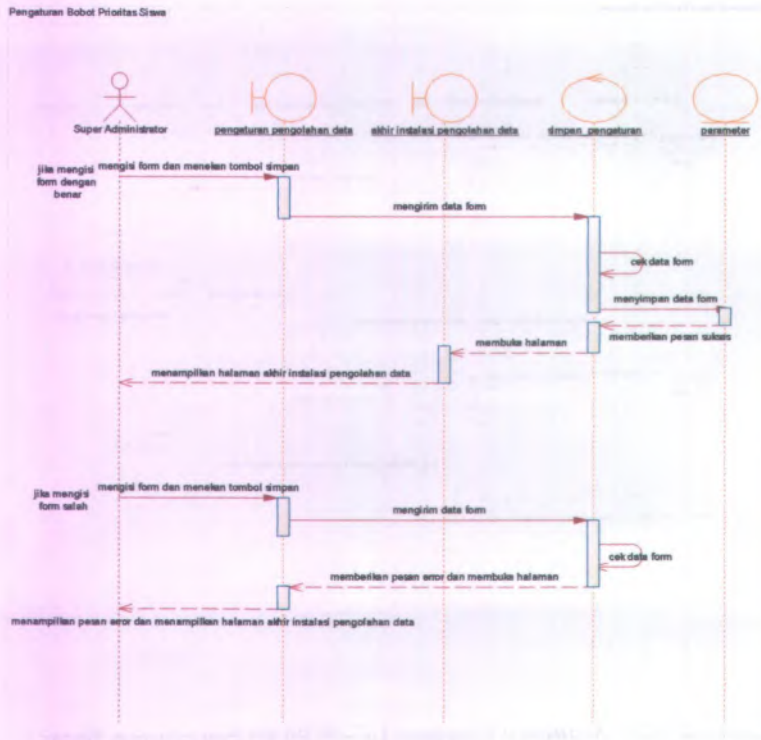 Pengaturan Bobot Prioritas Siswa
Super Administrator
pengaturan pengolahan data
akhir instalasi pengolahan data
simpan_pengaturan
parameter
jika mengisi
form dengan
benar
mengisi form dan menekan tombol simpan
mengirim data form
cek data form
menyimpan data form
memberikan pesan sukses
membuka halaman
menampilkan halaman akhir instalasi pengolahan data
jika mengisi
form salah
mengisi form dan menekan tombol simpan
mengirim data form
cek data form
memberikan pesan error dan membuka halaman
menampilkan pesan error dan menampilkan halaman akhir instalasi pengolahan data